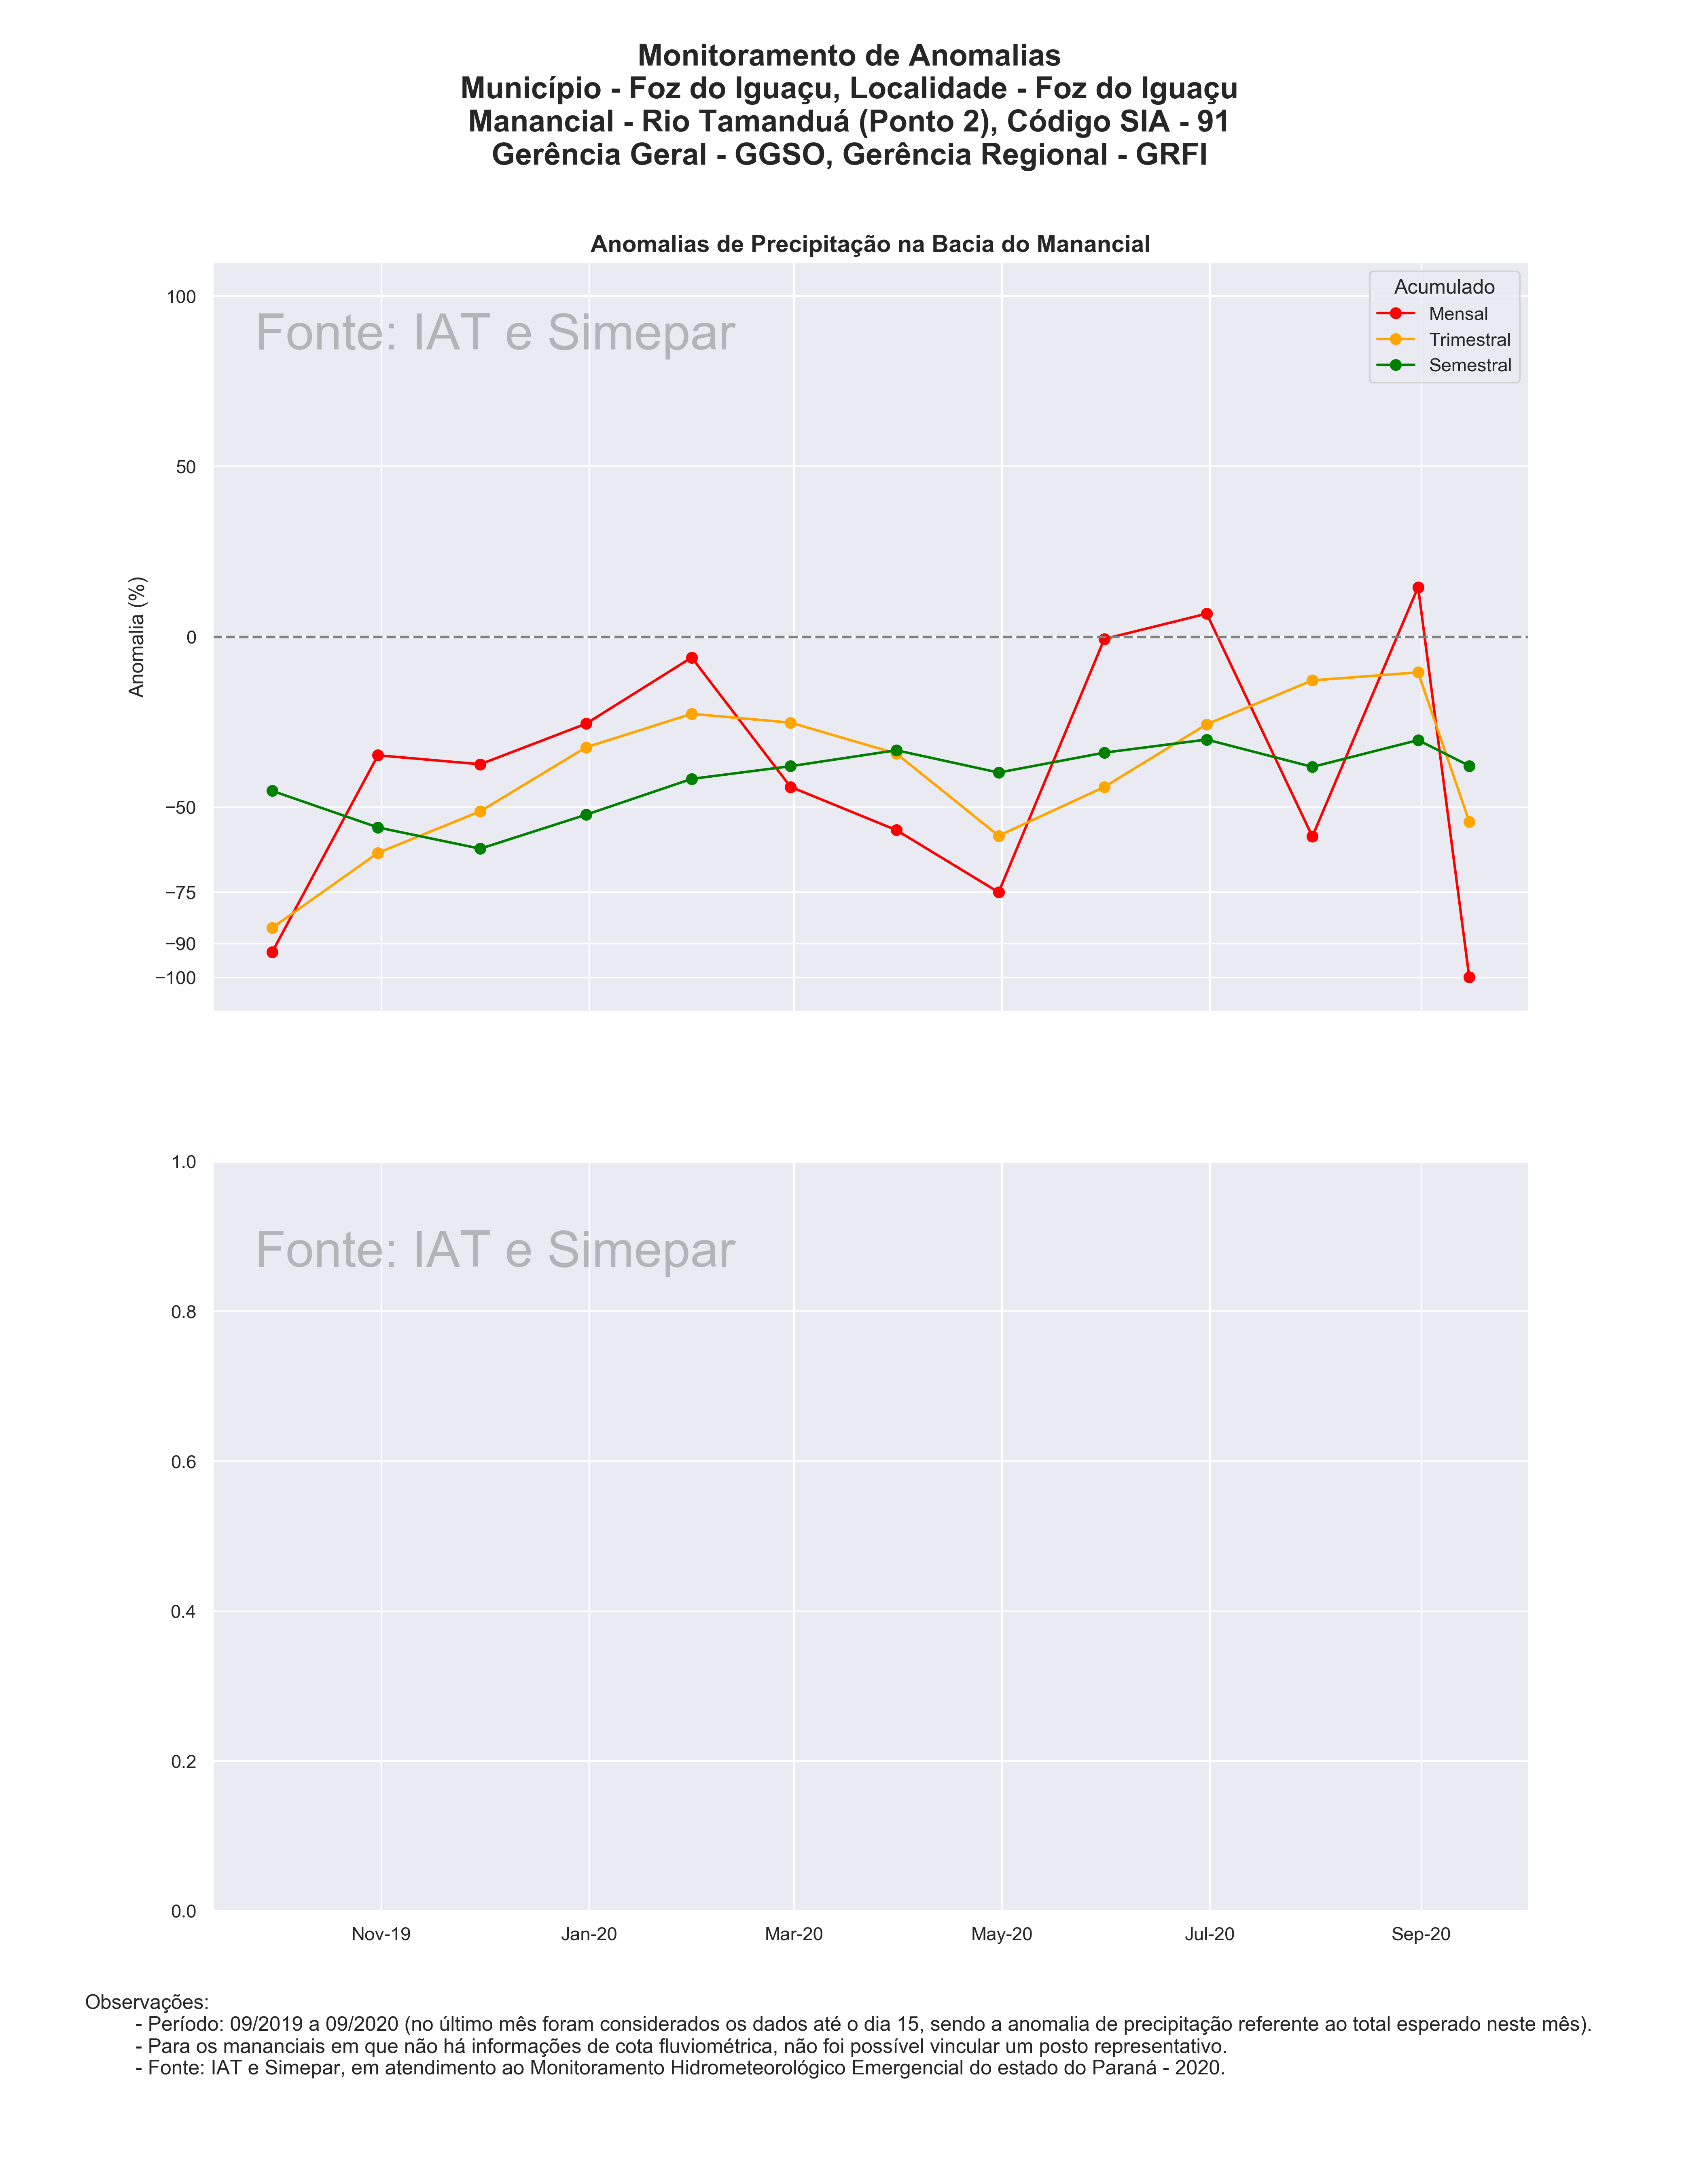 Monitoramento de Anomalias
Município - Foz do Iguaçu, Localidade - Foz do Iguaçu
Manancial - Rio Tamanduá (Ponto 2), Código SIA - 91
Gerência Geral - GGSO, Gerência Regional - GRFI
Anomalias de Precipitação na Bacia do Manancial
Fonte: IAT e Simepar
Acumulado
Mensal
Trimestral
Semestral
Anomalia (%)
100
50
0
−50
−75
−90
−100
Fonte: IAT e Simepar
1.0
0.8
0.6
0.4
0.2
0.0
Nov-19 Jan-20 Mar-20 May-20 Jul-20 Sep-20
Observações:
- Período: 09/2019 a 09/2020 (no último mês foram considerados os dados até o dia 15, sendo a anomalia de precipitação referente ao total esperado neste mês).
- Para os mananciais em que não há informações de cota fluviométrica, não foi possível vincular um posto representativo.
- Fonte: IAT e Simepar, em atendimento ao Monitoramento Hidrometeorológico Emergencial do estado do Paraná - 2020.